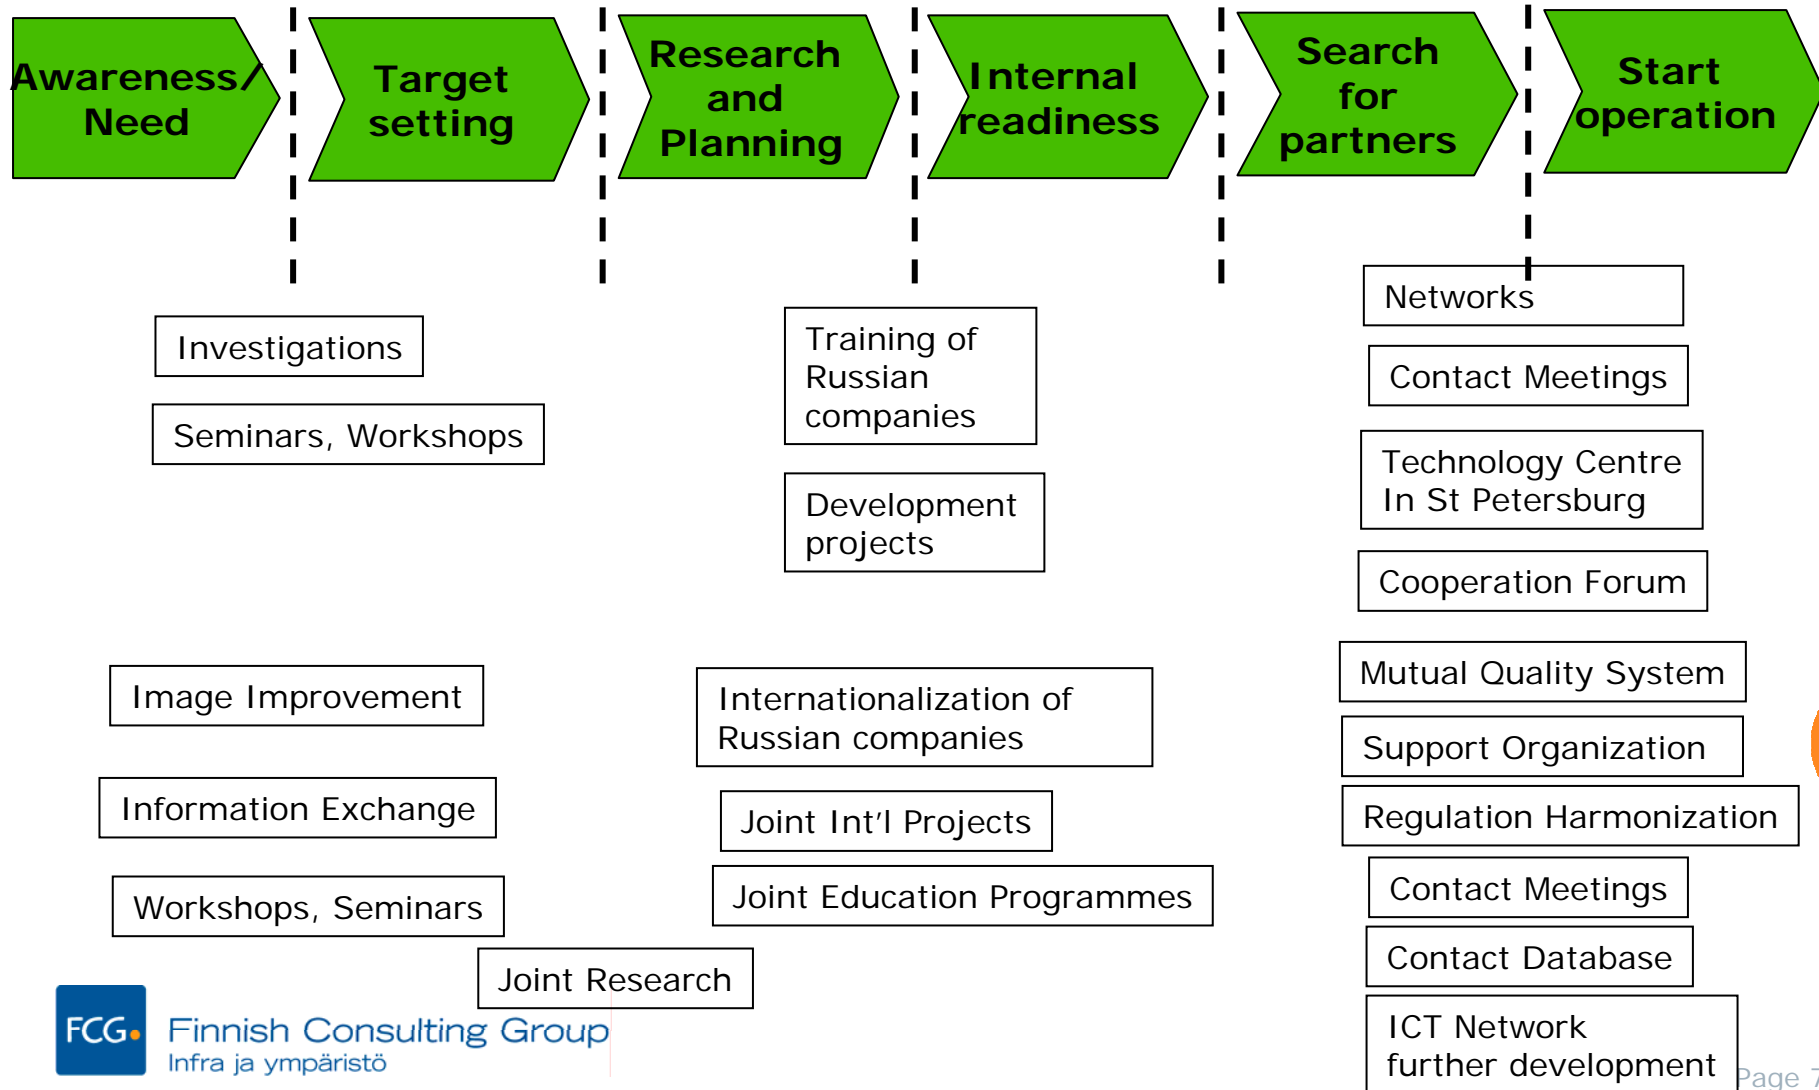 Awareness/
Need
Target
setting
Research
and
Planning
Internal
readiness
Search
for
partners
Start
operation
Investigations
Seminars, Workshops
Training of
Russian
companies
Development
projects
Networks
Contact Meetings
Technology Centre
In St Petersburg
Cooperation Forum
Image Improvement
Information Exchange
Workshops, Seminars
Joint Research
Internationalization of
Russian companies
Joint Int'l Projects
Joint Education Programmes
Mutual Quality System
Support Organization
Regulation Harmonization
Contact Meetings
Contact Database
ICT Network
further development
FCG.
Finnish Consulting Group
Infra ja ympäristö
Page 7